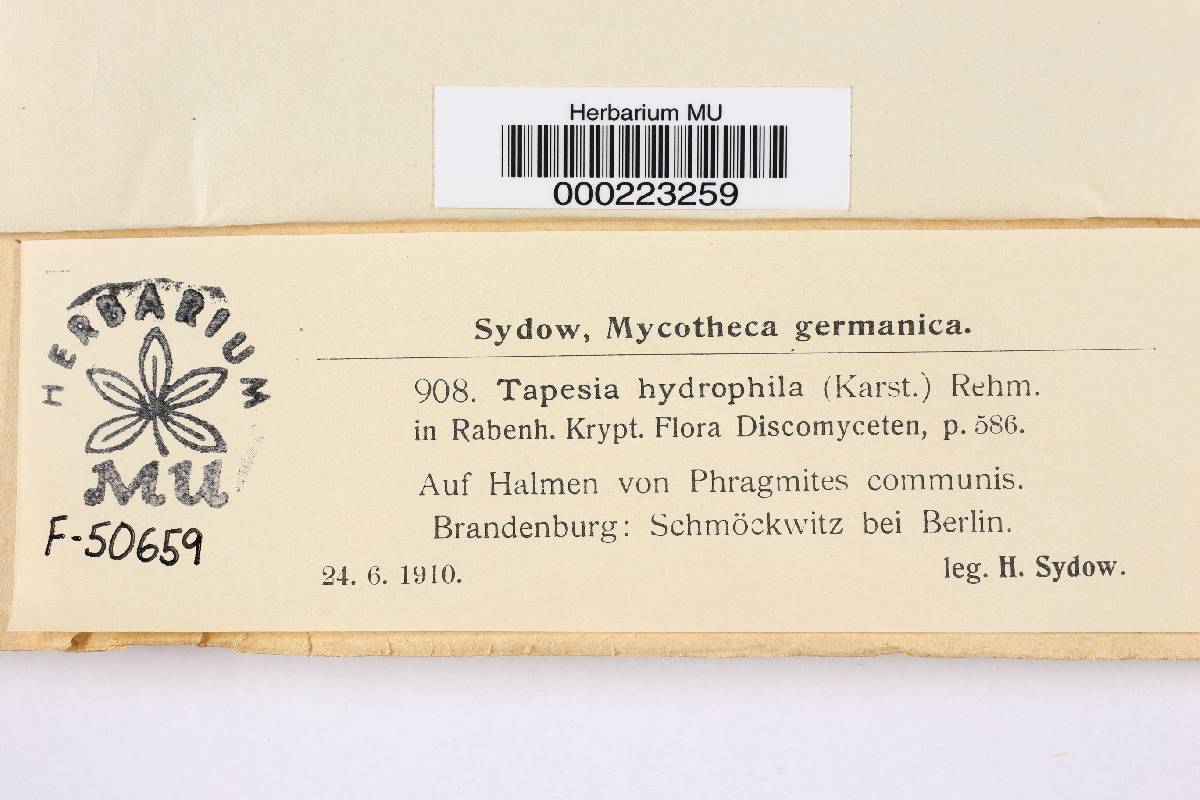 Herbarium MU
000223259
HERBARIUM
MU
F-50659
Sydow, Mycotheca germanica.
908. Tapesia hydrophila (Karst.) Rehm.
in Rabenh. Krypt. Flora Discomyceten, p. 586.
Auf Halmen von Phragmites communis.
Brandenburg: Schmöckwitz bei Berlin.
24. 6. 1910. leg. H. Sydow.